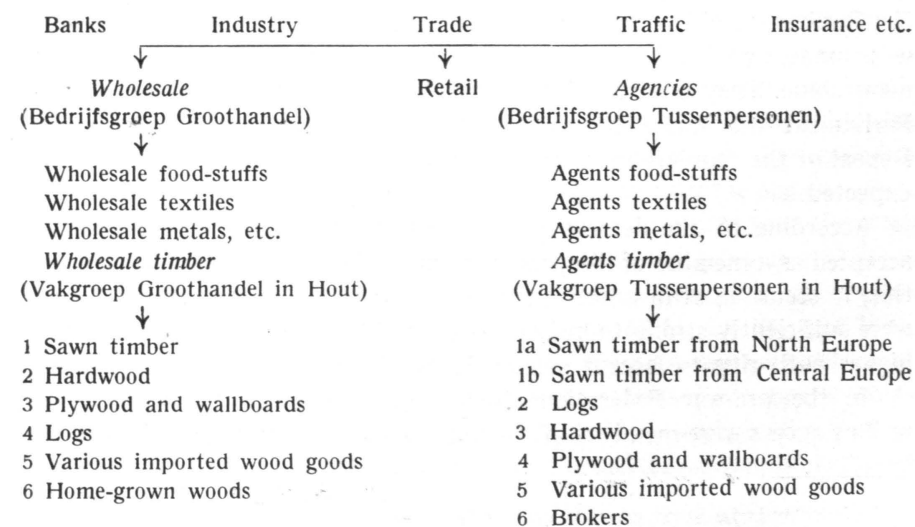 Banks Industry Trade Traffic Insurance etc.
Wholesale Retail Agencies
(Bedrijfsgroep Groothandel) (Bedrijfsgroep Tussenpersonen)
Wholesale food-stuffs Agents food-stuffs
Wholesale textiles Agents textiles
Wholesale metals, etc. Agents metals, etc.
Wholesale timber Agents timber
(Vakgroep Groothandel in Hout) (Vakgroep Tussenpersonen in Hout)
1 Sawn timber 1a Sawn timber from North Europe
2 Hardwood 1b Sawn timber from Central Europe
3 Plywood and wallboards 2 Logs
4 Logs 3 Hardwood
5 Various imported wood goods 4 Plywood and wallboards
6 Home-grown woods 5 Various imported wood goods
6 Brokers